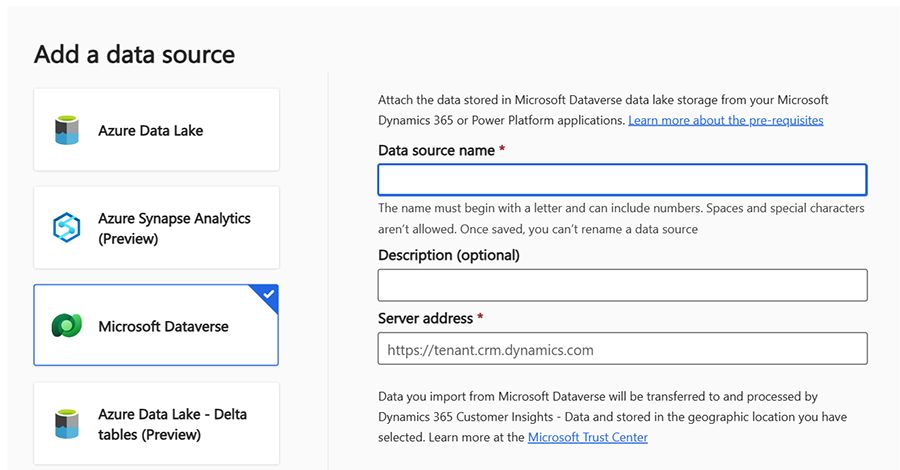 Add a data source
Azure Data Lake
Azure Synapse Analytics
(Preview)
Microsoft Dataverse
Azure Data Lake - Delta
tables (Preview)
Attach the data stored in Microsoft Dataverse data lake storage from your Microsoft
Dynamics 365 or Power Platform applications. Learn more about the pre-requisites
Data source name *
The name must begin with a letter and can include numbers. Spaces and special characters
aren’t allowed. Once saved, you can’t rename a data source
Description (optional)
Server address *
https://tenant.crm.dynamics.com
Data you import from Microsoft Dataverse will be transferred to and processed by
Dynamics 365 Customer Insights - Data and stored in the geographic location you have
selected. Learn more at the Microsoft Trust Center